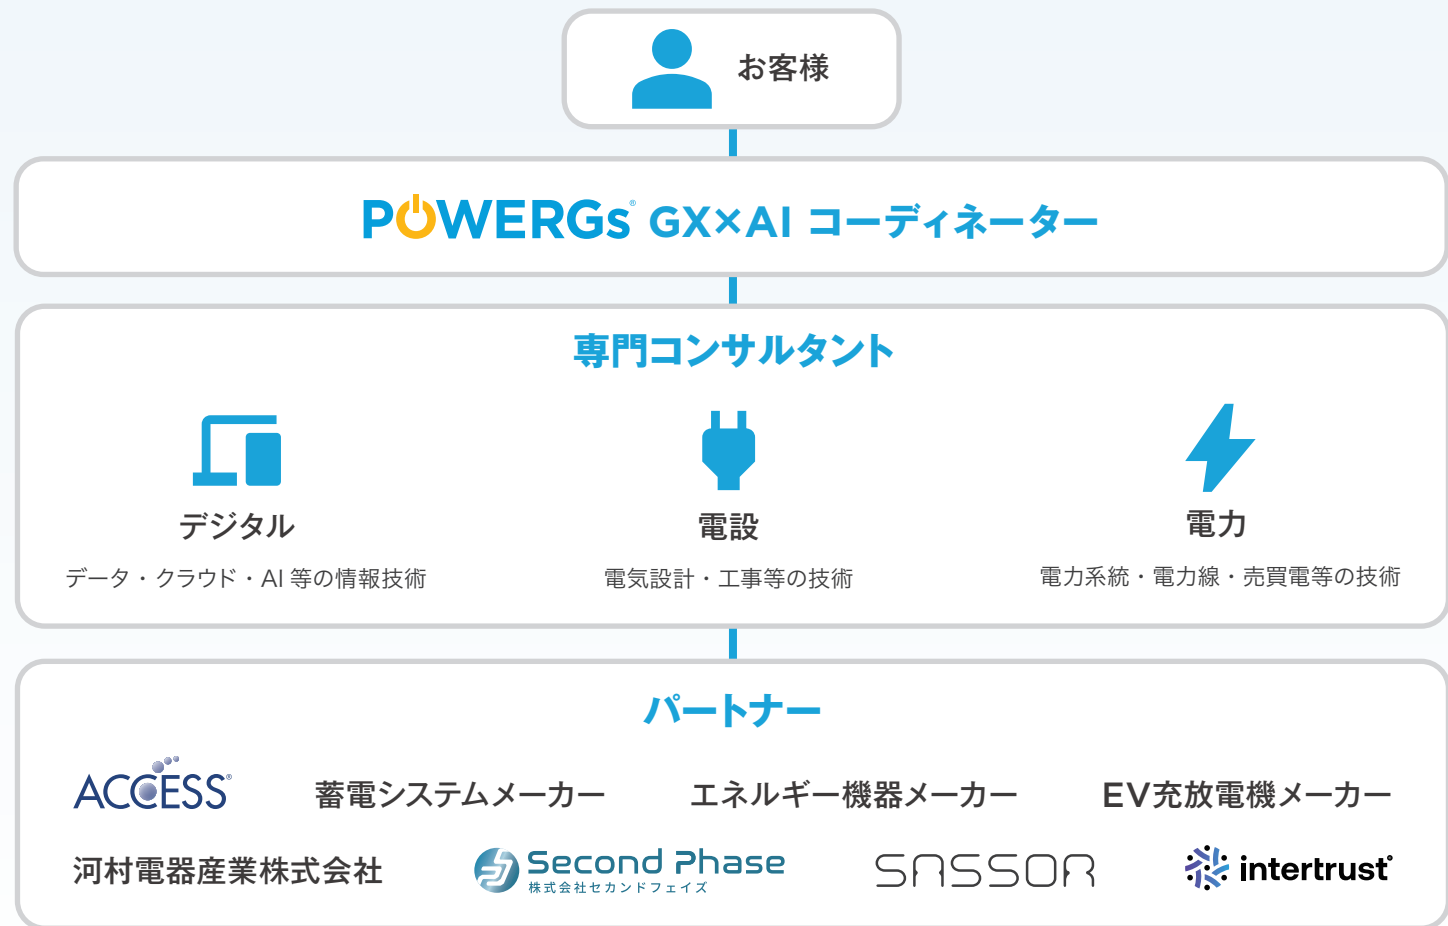 お客様
POWERGs® GX×AI コーディネーター
専門コンサルタント
デジタル
データ・クラウド・AI 等の情報技術
電設
電気設計・工事等の技術
電力
電力系統・電力線・売買電等の技術
パートナー
ACCESS® 蓄電システムメーカー エネルギー機器メーカー EV充放電機メーカー
河村電器産業株式会社 Second Phase 株式会社セカンドフェイズ SASSOR intertrust®